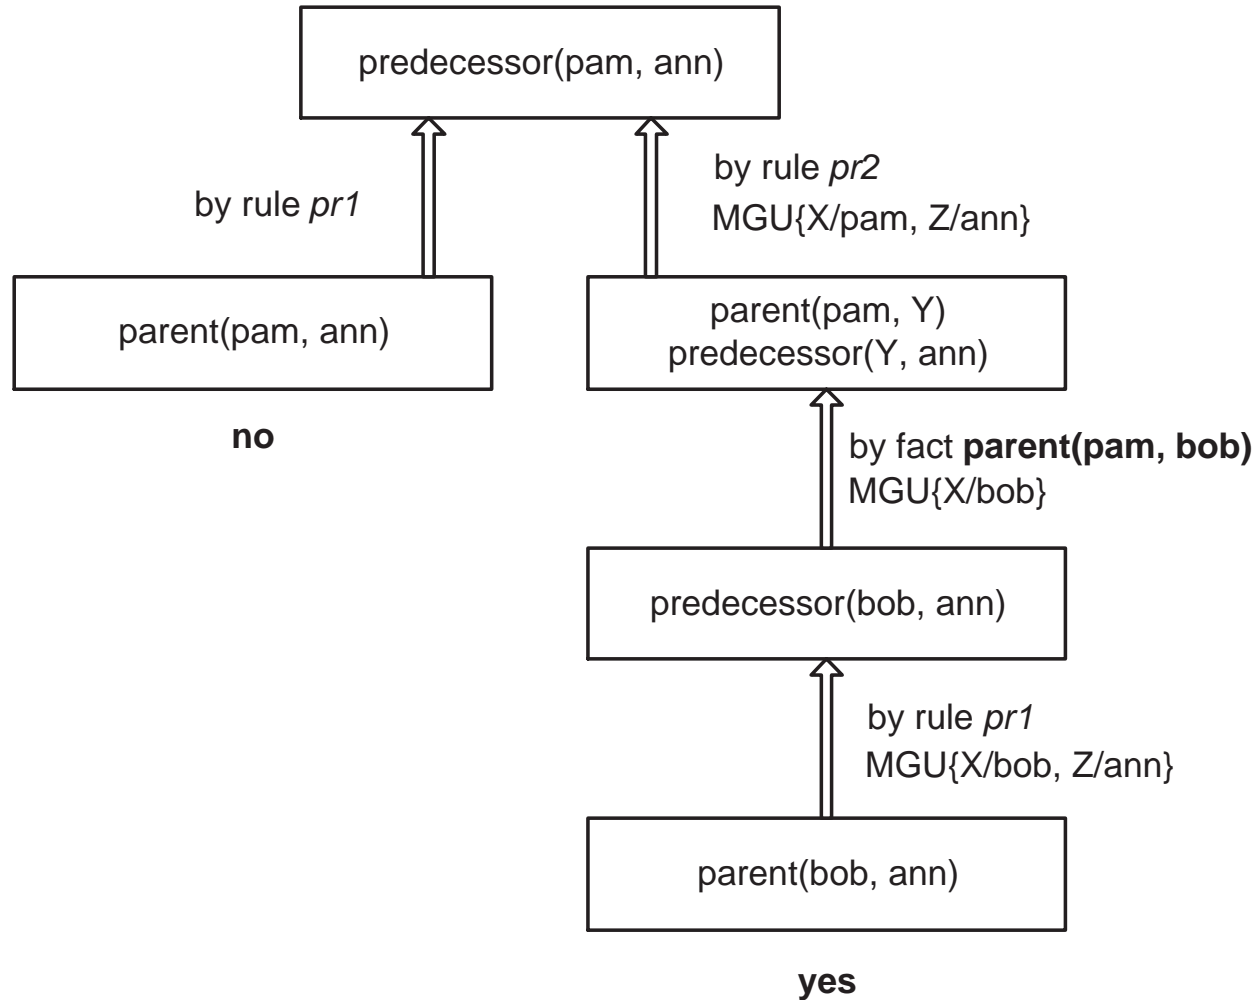 predecessor(pam, ann)
by rule pr1
by rule pr2
MGU{X/pam, Z/ann}
parent(pam, ann)
no
parent(pam, Y)
predecessor(Y, ann)
by fact parent(pam, bob)
MGU{X/bob}
predecessor(bob, ann)
by rule pr1
MGU{X/bob, Z/ann}
parent(bob, ann)
yes